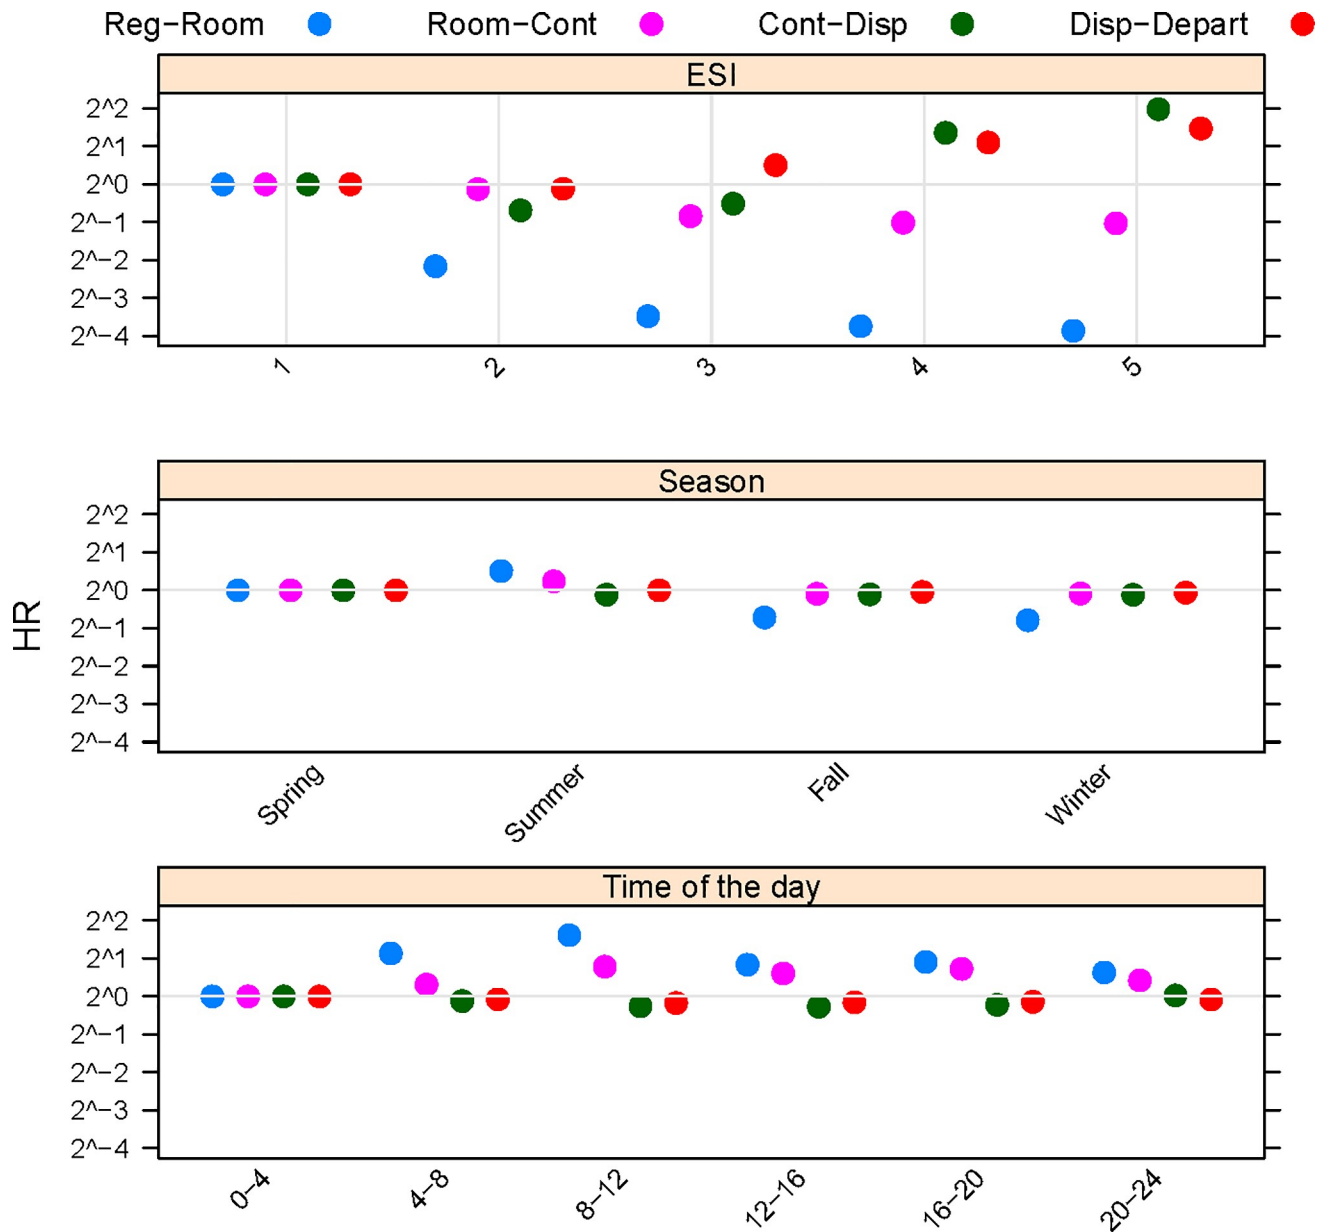 Reg−Room Room−Cont Cont−Disp Disp−Depart
ESI
2^2
2^1
2^0
2^−1
2^−2
2^−3
2^−4
1 2 3 4 5
HR
Season
2^2
2^1
2^0
2^−1
2^−2
2^−3
2^−4
Spring Summer Fall Winter
Time of the day
2^2
2^1
2^0
2^−1
2^−2
2^−3
2^−4
0−4 4−8 8−12 12−16 16−20 20−24